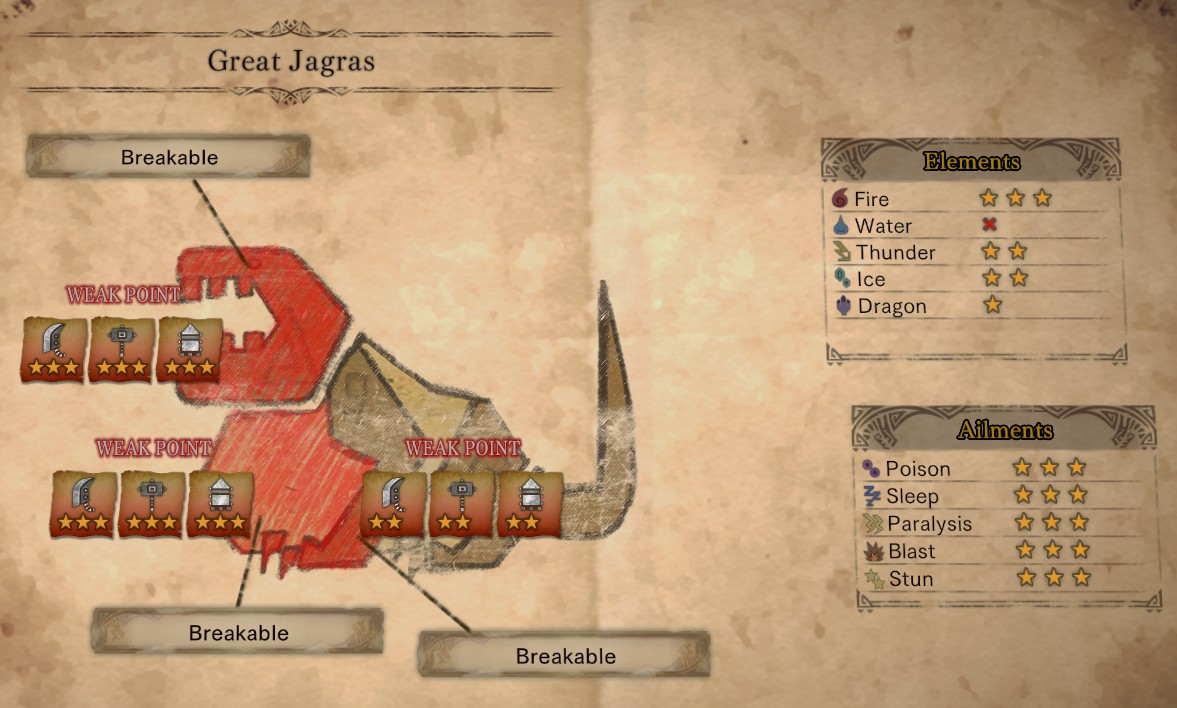 Great Jagras
Breakable
WEAK POINT
WEAK POINT
WEAK POINT
Breakable
Breakable
Elements
Fire
Water
Thunder
Ice
Dragon
Ailments
Poison
Sleep
Paralysis
Blast
Stun